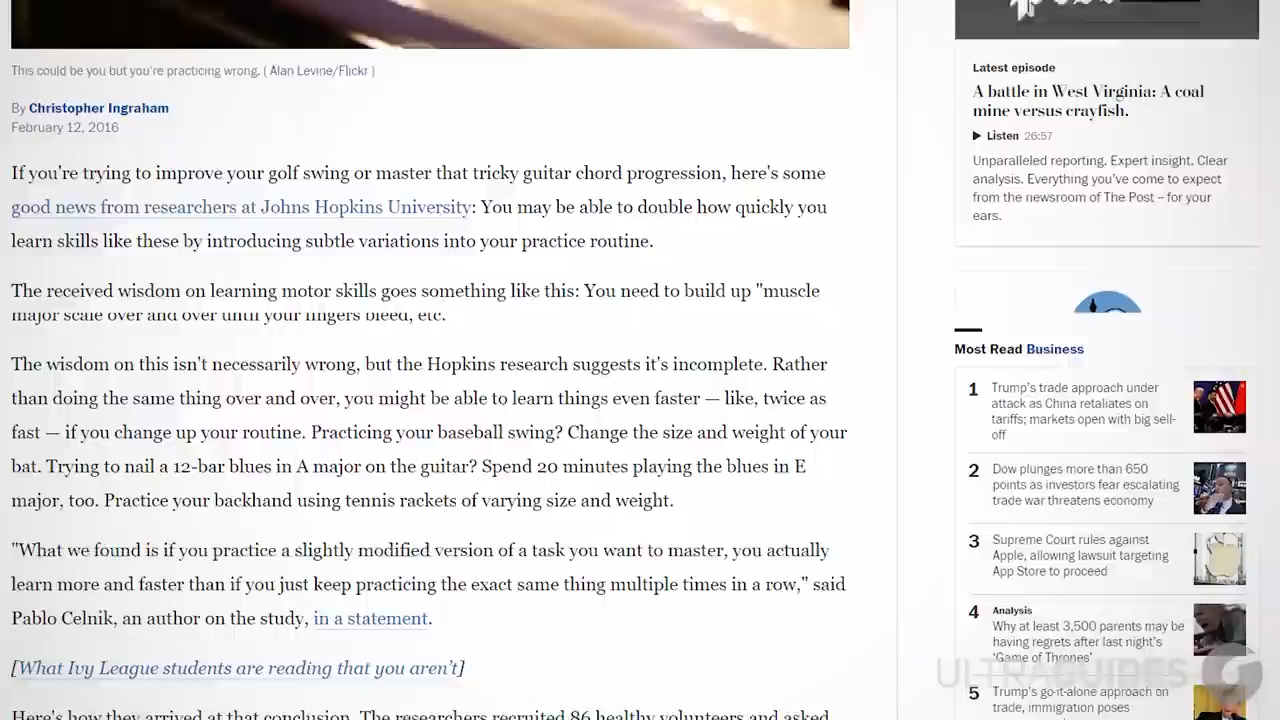 This could be you but you're practicing wrong. ( Alan Levine/Flickr )
By Christopher Ingraham
February 12, 2016
If you're trying to improve your golf swing or master that tricky guitar chord progression, here's some
good news from researchers at Johns Hopkins University: You may be able to double how quickly you
learn skills like these by introducing subtle variations into your practice routine.
The received wisdom on learning motor skills goes something like this: You need to build up "muscle
major scale over and over until your fingers bleed, etc.
The wisdom on this isn't necessarily wrong, but the Hopkins research suggests it's incomplete. Rather
than doing the same thing over and over, you might be able to learn things even faster — like, twice as
fast — if you change up your routine. Practicing your baseball swing? Change the size and weight of your
bat. Trying to nail a 12-bar blues in A major on the guitar? Spend 20 minutes playing the blues in E
major, too. Practice your backhand using tennis rackets of varying size and weight.
"What we found is if you practice a slightly modified version of a task you want to master, you actually
learn more and faster than if you just keep practicing the exact same thing multiple times in a row," said
Pablo Celnik, an author on the study, in a statement.
[What Ivy League students are reading that you aren't]
Here's how they arrived at that conclusion. The researchers recruited 86 healthy volunteers and asked
Latest episode
A battle in West Virginia: A coal
mine versus crayfish.
Listen 26:57
Unparalleled reporting. Expert insight. Clear
analysis. Everything you've come to expect
from the newsroom of The Post – for your
ears.
Most Read Business
1 Trump's trade approach under
attack as China retaliates on
tariffs; markets open with big sell-
off
2 Dow plunges more than 650
points as investors fear escalating
trade war threatens economy
3 Supreme Court rules against
Apple, allowing lawsuit targeting
App Store to proceed
4 Analysis
Why at least 3,500 parents may be
having regrets after last night's
'Game of Thrones'
5 Trump's go-it-alone approach on
trade, immigration poses
ULTRAGUIDES